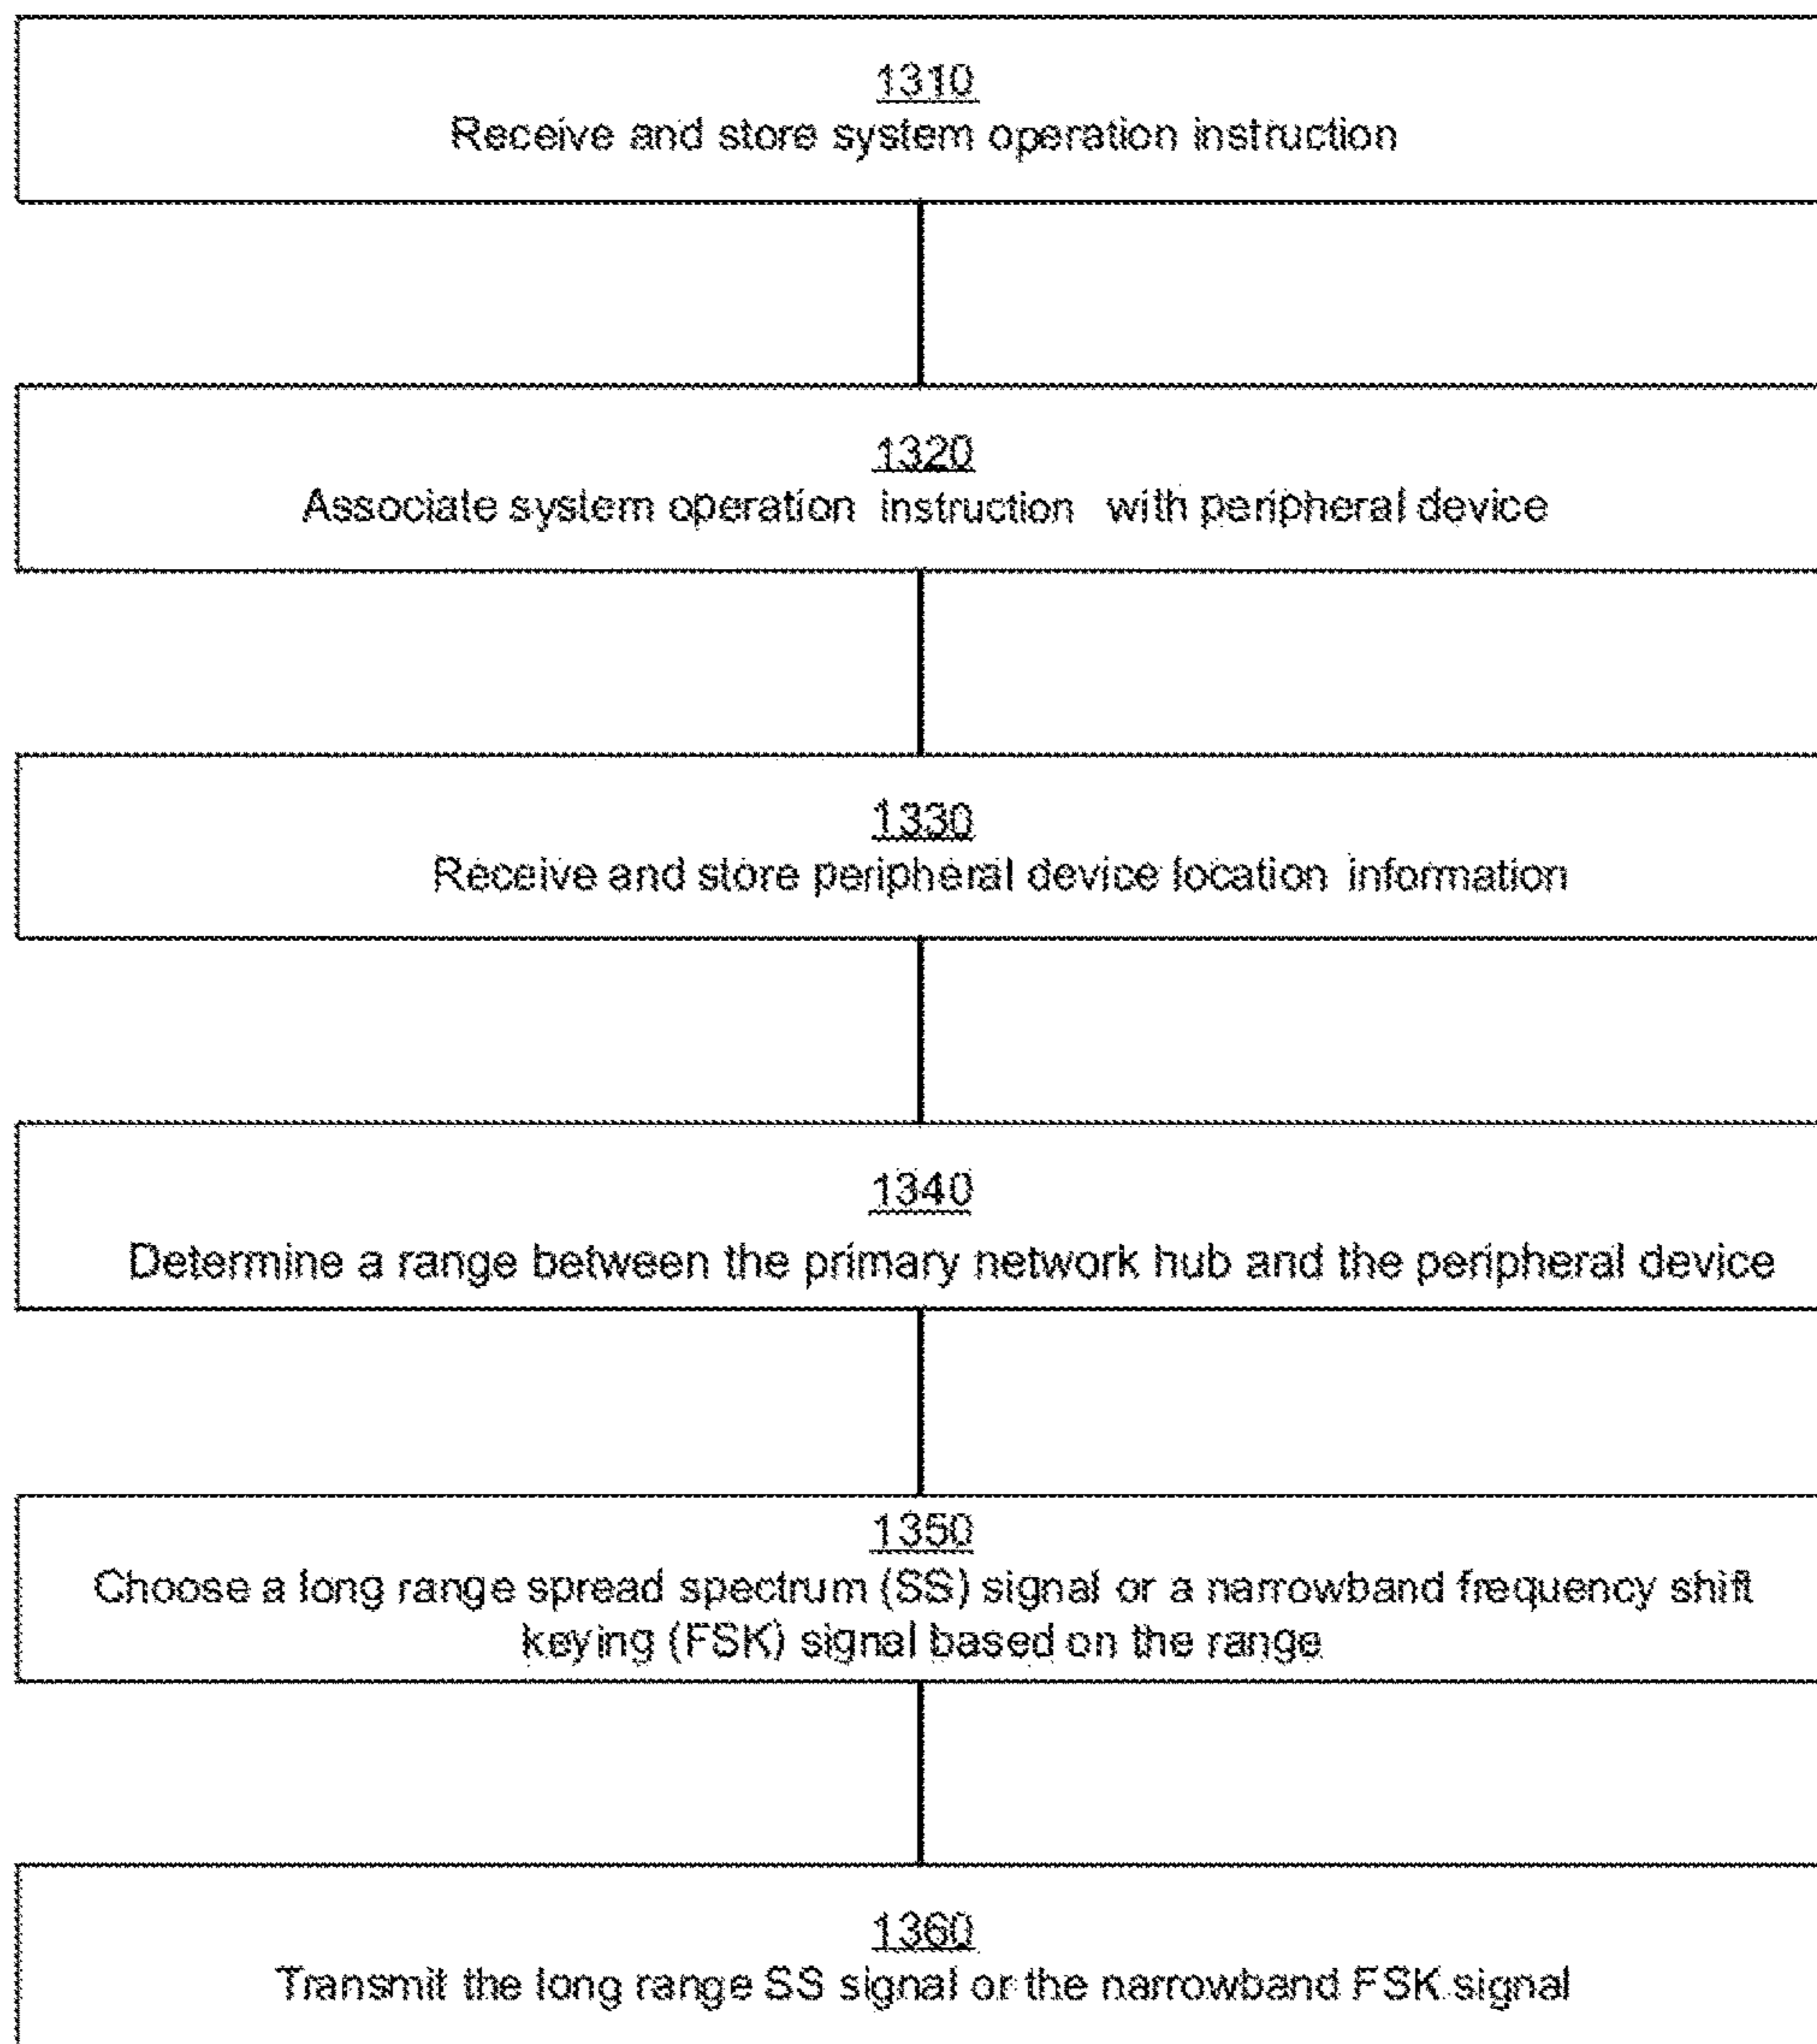 1310
Receive and store system operation instruction
1320
Associate system operation instruction with peripheral device
1330
Receive and store peripheral device location information
1340
Determine a range between the primary network hub and the peripheral device
1350
Choose a long range spread spectrum (SS) signal or a narrowband frequency shift
keying (FSK) signal based on the range
1360
Transmit the long range SS signal or the narrowband FSK signal